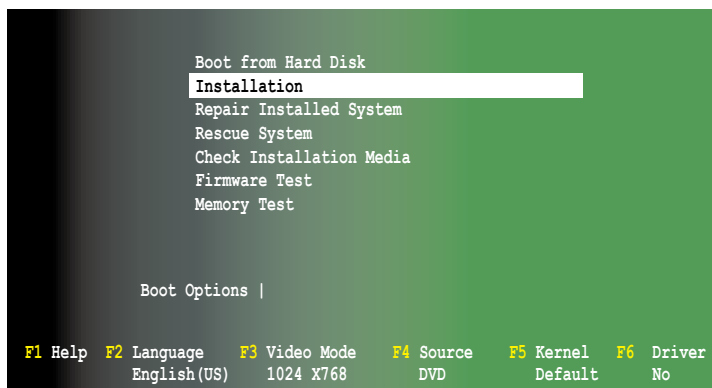 Boot from Hard Disk
Installation
Repair Installed System
Rescue System
Check Installation Media
Firmware Test
Memory Test
Boot Options |
F1 Help F2 Language F3 Video Mode F4 Source F5 Kernel F6 Driver
English(US) 1024 X768 DVD Default No